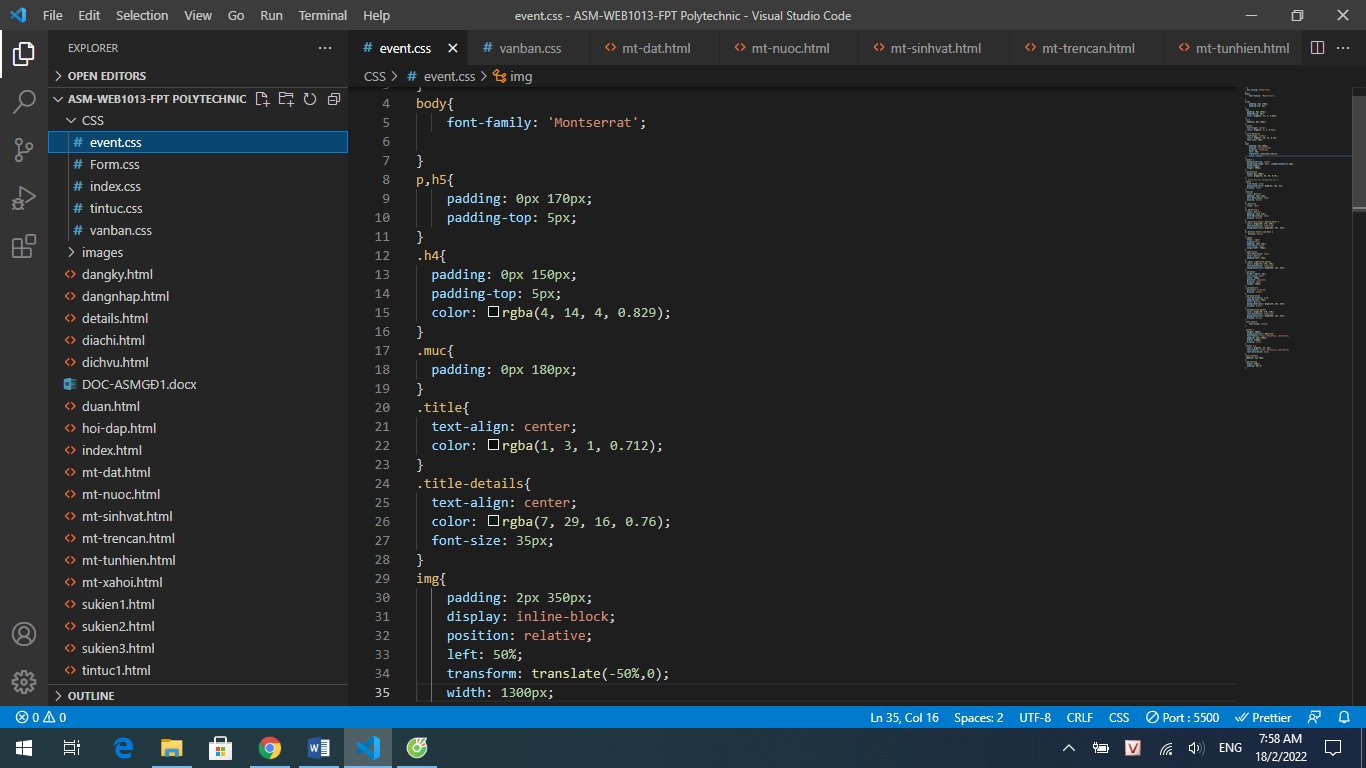 File Edit Selection View Go Run Terminal Help event.css - ASM-WEB1013-FPT Polytechnic - Visual Studio Code
EXPLORER
OPEN EDITORS
ASM-WEB1013-FPT POLYTECHNIC
CSS
event.css
Form.css
index.css
tintuc.css
vanban.css
images
dangky.html
dangnhap.html
details.html
diachi.html
dichvu.html
DOC-ASMGĐ1.docx
duan.html
hoi-dap.html
index.html
mt-dat.html
mt-nuoc.html
mt-sinhvat.html
mt-trencan.html
mt-tunhien.html
mt-xahoi.html
sukien1.html
sukien2.html
sukien3.html
tintuc1.html
OUTLINE
# event.css # vanban.css <> mt-dat.html <> mt-nuoc.html <> mt-sinhvat.html <> mt-trencan.html <> mt-tunhien.html
CSS > # event.css > img
4 body{
5 font-family: 'Montserrat';
6
7 }
8 p,h5{
9 padding: 0px 170px;
10 padding-top: 5px;
11 }
12 .h4{
13 padding: 0px 150px;
14 padding-top: 5px;
15 color: rgba(4, 14, 4, 0.829);
16 }
17 .muc{
18 padding: 0px 180px;
19 }
20 .title{
21 text-align: center;
22 color: rgba(1, 3, 1, 0.712);
23 }
24 .title-details{
25 text-align: center;
26 color: rgba(7, 29, 16, 0.76);
27 font-size: 35px;
28 }
29 img{
30 padding: 2px 350px;
31 display: inline-block;
32 position: relative;
33 left: 50%;
34 transform: translate(-50%,0);
35 width: 1300px;
0 0 Ln 35, Col 16 Spaces: 2 UTF-8 CRLF CSS Port : 5500 Prettier
ENG
7:58 AM
18/2/2022